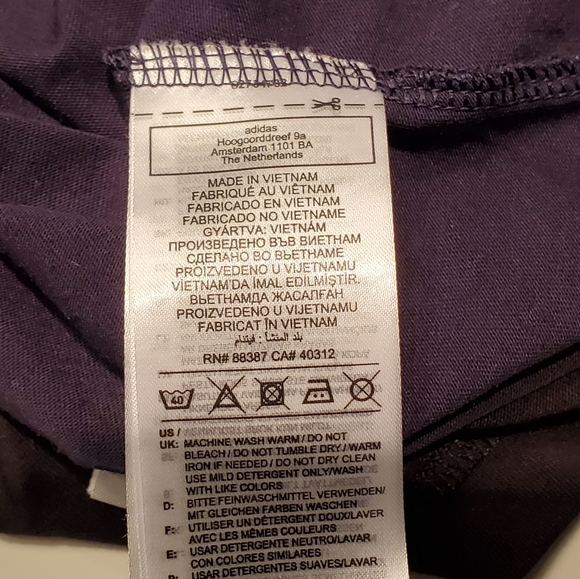 adidas
Hoogoorddreef 9a
Amsterdam 1101 BA
The Netherlands
MADE IN VIETNAM
FABRIQUÉ AU VIÊTNAM
FABRICADO EN VIETNAM
FABRICADO NO VIETNAME
GYÁRTVA: VIETNÁM
ПРОИЗВЕДЕНО ВЪВ ВИЕТНАМ
СДЕЛАНО ВО ВЬЕТНАМЕ
PROIZVEDENO U VIJETNAMU
VİETNAM'DA İMAL EDİLMİŞTİR.
ВЬЕТНАМДА ЖАСАЛҒАН
PROIZVEDENO U VIJETNAMU
FABRICAT ÎN VIETNAM
بلد المنشأ : فيتنام
RN# 88387 CA# 40312
40
US /
UK: MACHINE WASH WARM / DO NOT
BLEACH / DO NOT TUMBLE DRY / WARM
IRON IF NEEDED / DO NOT DRY CLEAN
USE MILD DETERGENT ONLY/WASH
WITH LIKE COLORS
D: BITTE FEINWASCHMITTEL VERWENDEN/
MIT GLEICHEN FARBEN WASCHEN
F: UTILISER UN DÉTERGENT DOUX/LAVER
AVEC LES MÊMES COULEURS
E: USAR DETERGENTE NEUTRO/LAVAR
CON COLORES SIMILARES
USAR DETERGENTES SUAVES/LAVAR